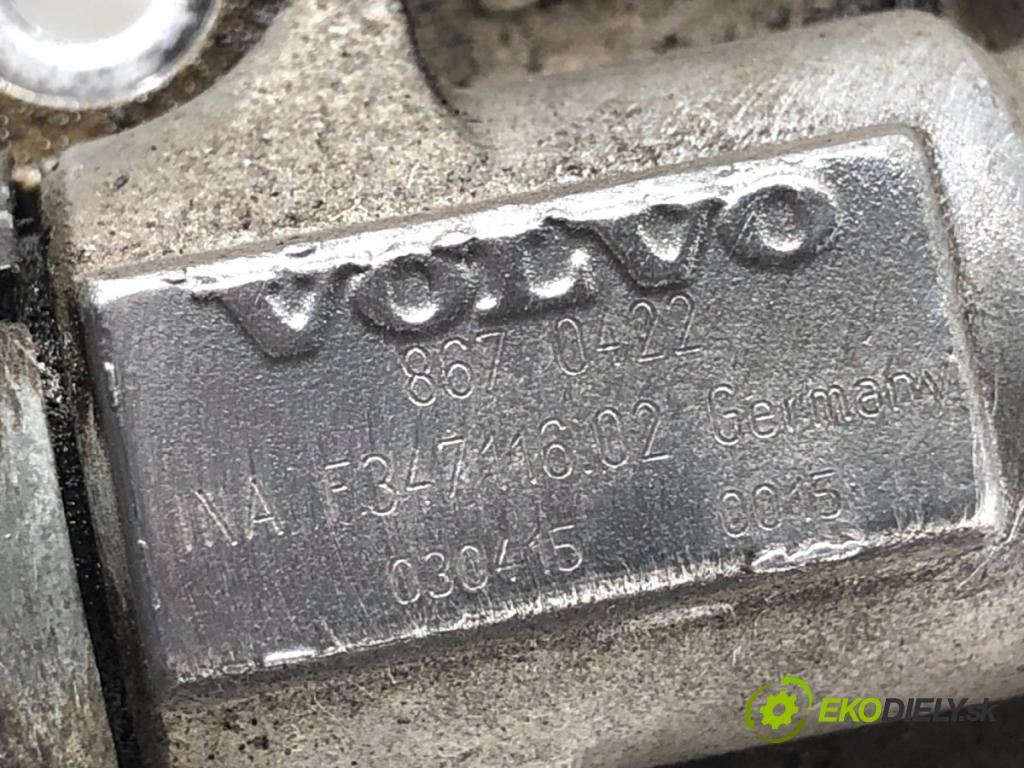 VOLVO
867 0422
INA F347116.02 Germany
030415 0015
EKODIELY.sk